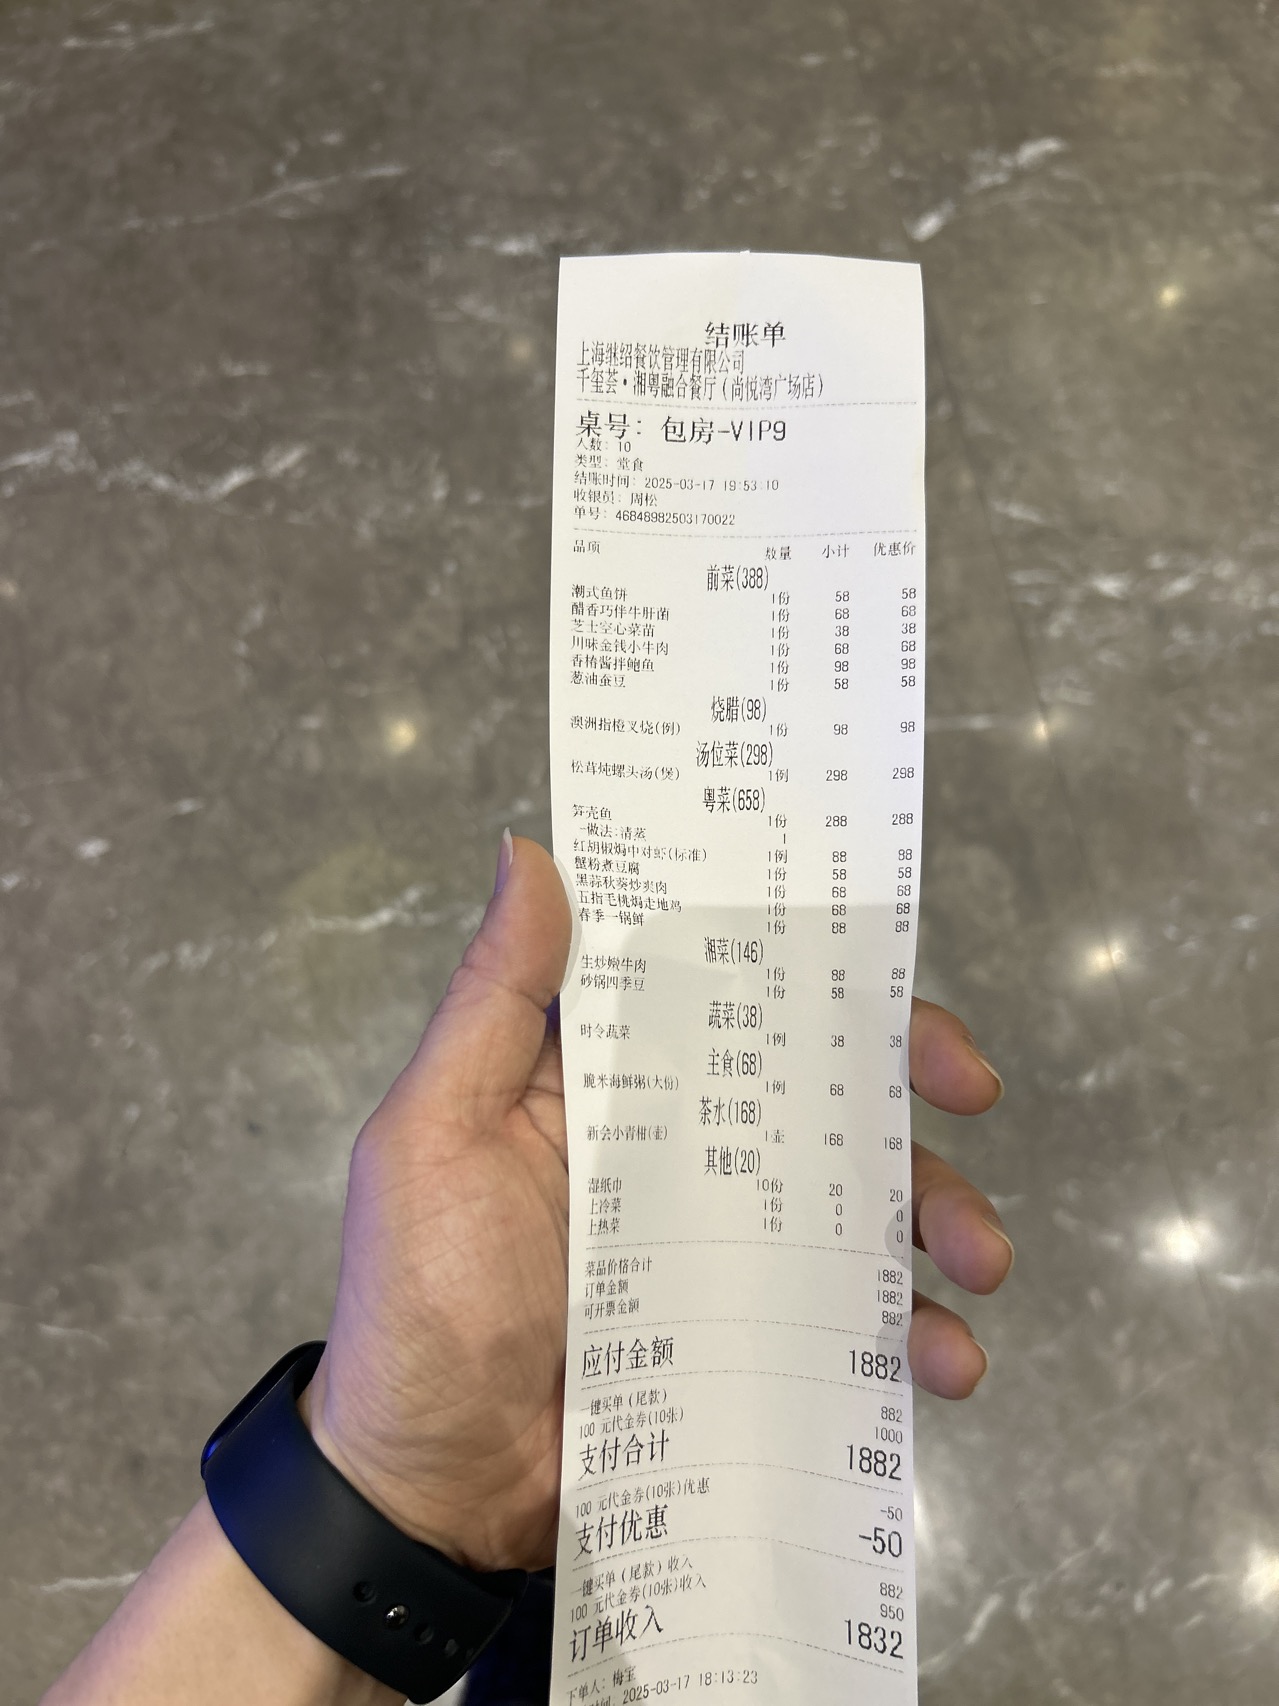 结账单
上海继绍餐饮管理有限公司
千玺荟·湘粤融合餐厅(尚悦湾广场店)
桌号: 包房-VIP9
人数: 10
类型: 堂食
结账时间: 2025-03-17 19:53:10
收银员: 周松
单号: 46848982503170022
品项 数量 小计 优惠价
前菜(388)
潮式鱼饼 1份 58 58
醋香巧伴牛肝菌 1份 68 68
芝士空心菜苗 1份 38 38
川味金钱小牛肉 1份 68 68
香椿酱拌鲍鱼 1份 98 98
葱油蚕豆 1份 58 58
烧腊(98)
澳洲指橙叉烧(例) 1份 98 98
汤位菜(298)
松茸炖螺头汤(煲) 1例 298 298
粤菜(658)
笋壳鱼 1份 288 288
-做法:清蒸 1
红胡椒焗中对虾(标准) 1例 88 98
蟹粉煮豆腐 1份 58 58
黑蒜秋葵炒爽肉 1份 68 68
五指毛桃焗走地鸡 1份 68 68
春季一锅鲜 1份 88 88
湘菜(146)
生炒嫩牛肉 1份 88 88
砂锅四季豆 1份 58 58
蔬菜(38)
时令蔬菜 1例 38 38
主食(68)
脆米海鲜粥(大份) 1例 68 68
茶水(168)
新会小青柑(壶) 1壶 168 168
其他(20)
湿纸巾 10份 20 20
上冷菜 1份 0 0
上热菜 1份 0 0
菜品价格合计 1882
订单金额 1882
可开票金额 882
应付金额 1882
一键买单(尾款) 882
100 元代金券(10张) 1000
支付合计 1882
100 元代金券(10张)优惠 -50
支付优惠 -50
一键买单(尾款)收入 882
100 元代金券(10张)收入 950
订单收入 1832
下单人: 梅宝
时间: 2025-03-17 18:13:23